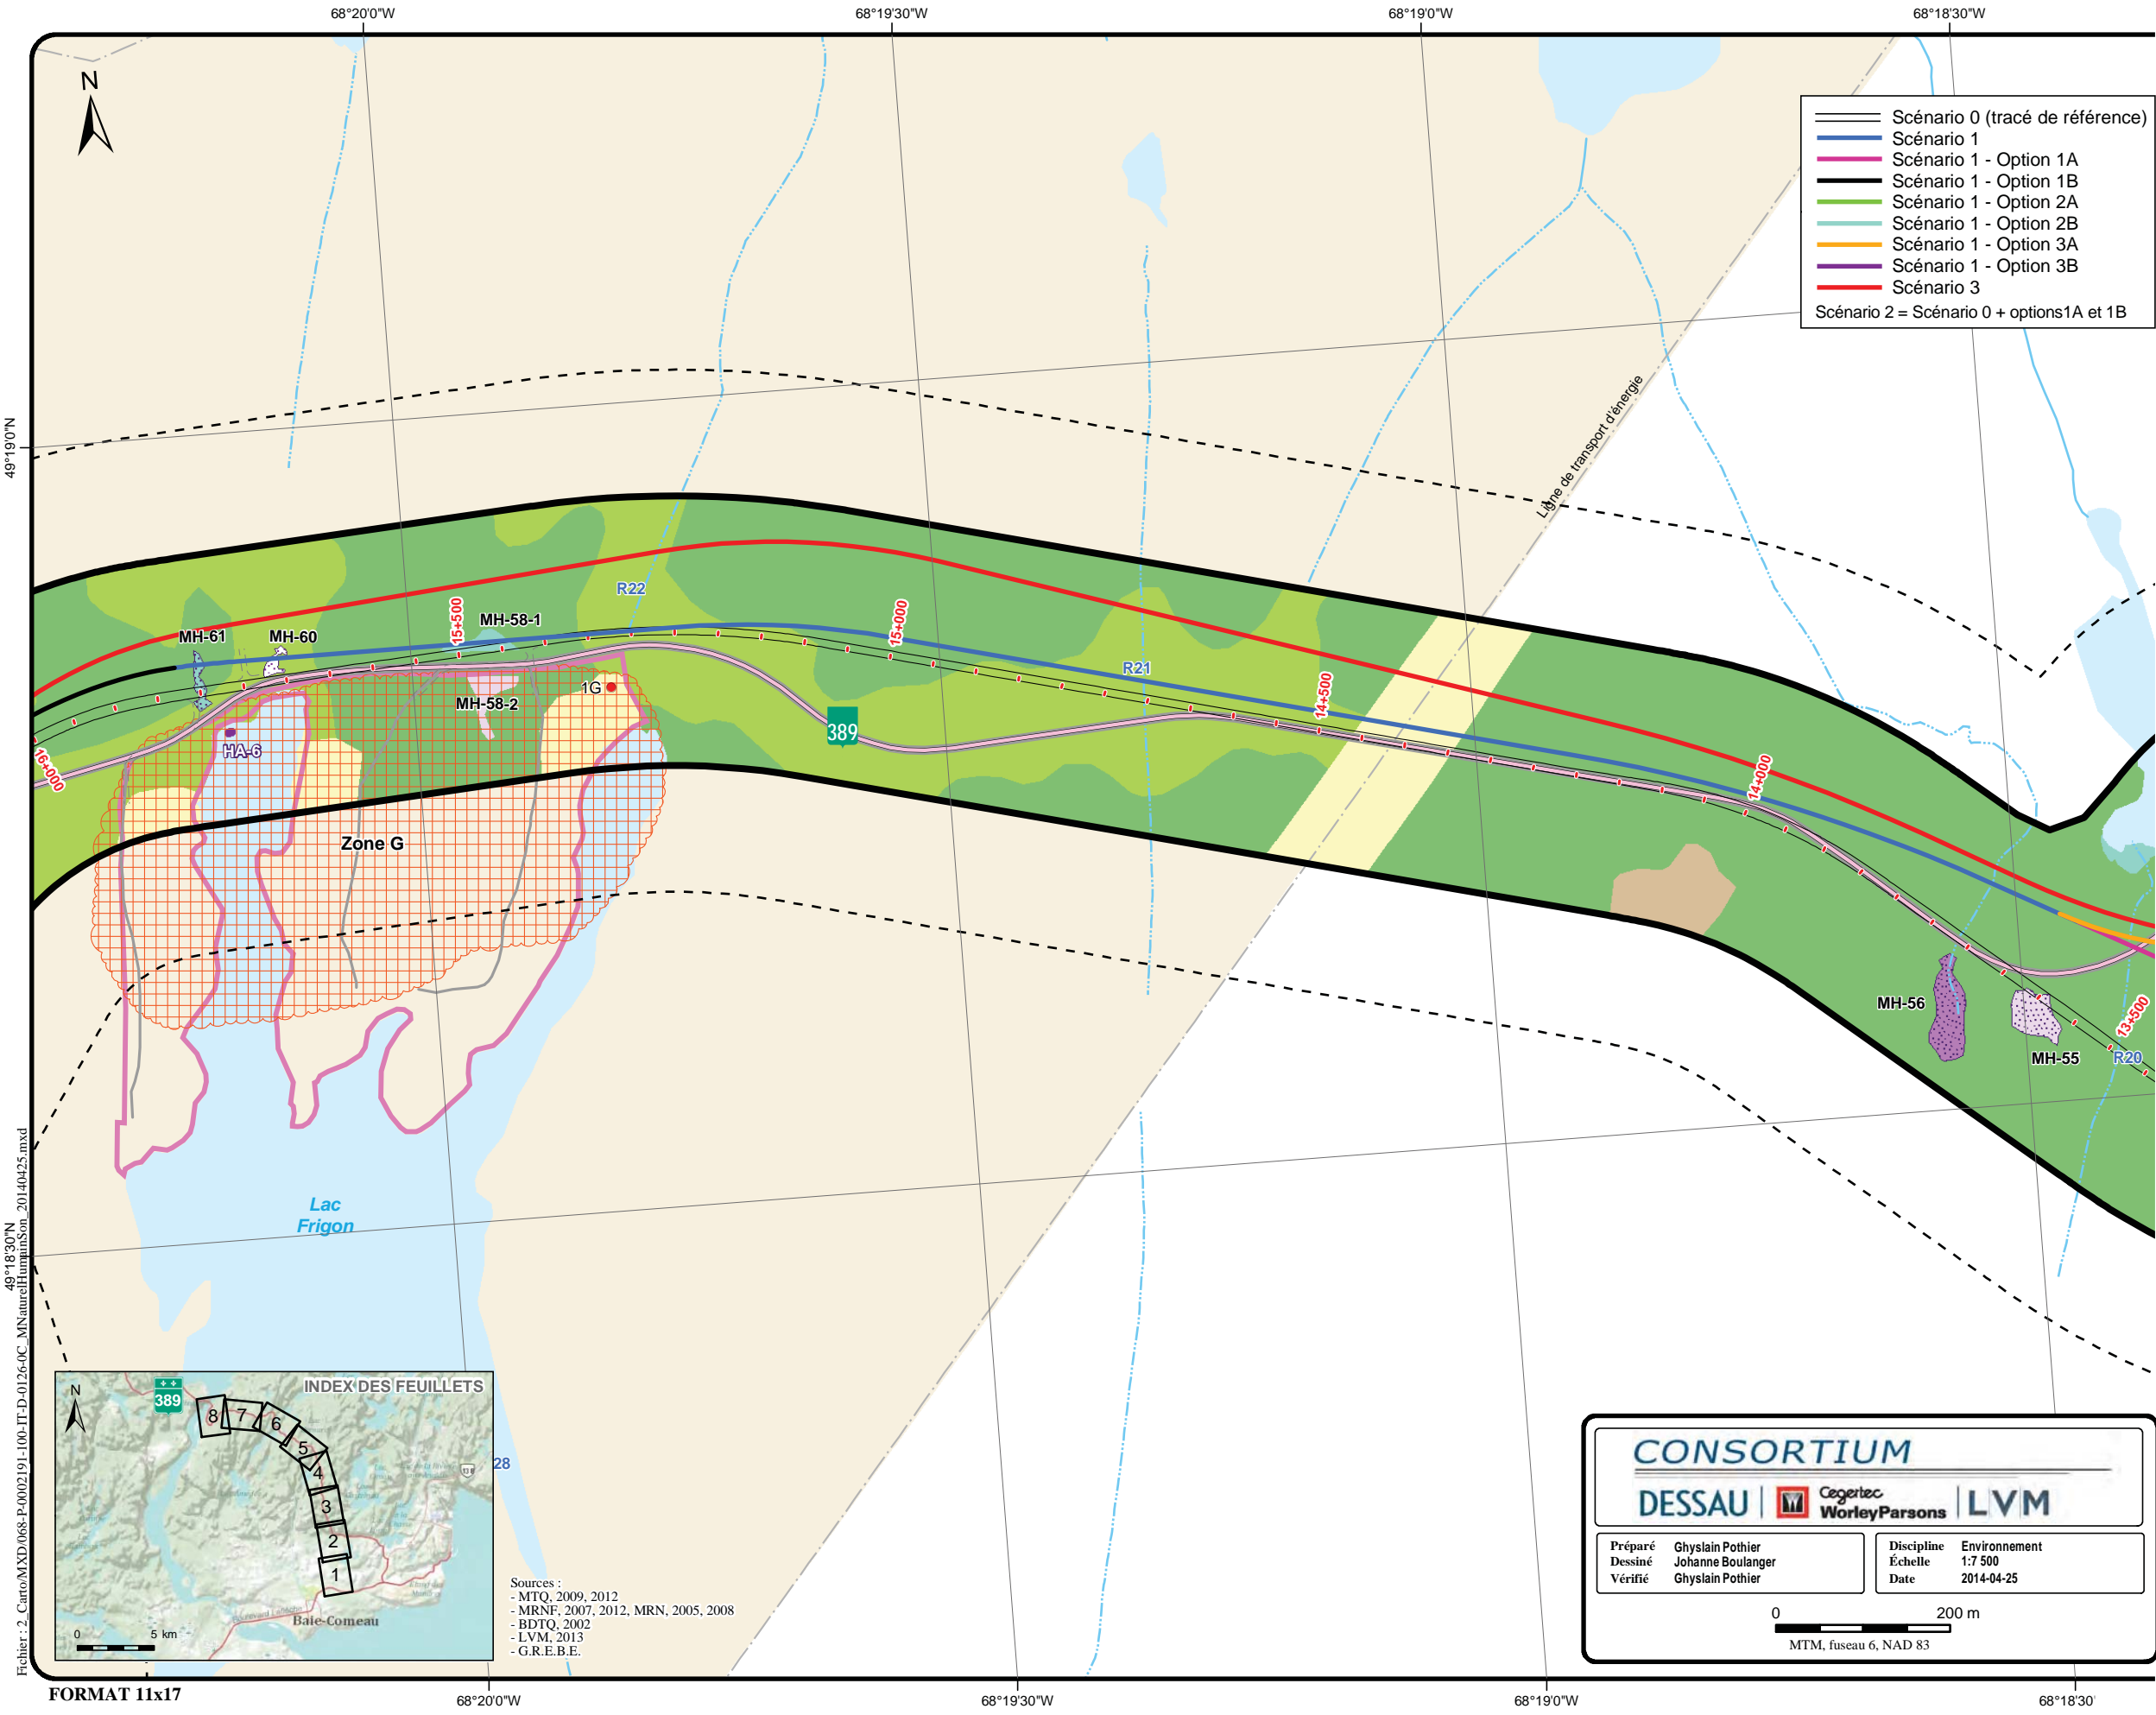 68°20'0"W
68°19'30"W
68°19'0"W
68°18'30"W
N
Scénario 0 (tracé de référence)
Scénario 1
Scénario 1 - Option 1A
Scénario 1 - Option 1B
Scénario 1 - Option 2A
Scénario 1 - Option 2B
Scénario 1 - Option 3A
Scénario 1 - Option 3B
Scénario 3
Scénario 2 = Scénario 0 + options1A et 1B
49°19'0"N
Ligne de transport d'énergie
R22
15+500
MH-58-1
15+000
MH-61
MH-60
R21
1G
14+500
MH-58-2
389
HA-6
16+000
14+000
Zone G
MH-56
13+500
MH-55
R20
Lac
Frigon
49°18'30"N
Fichier : 2_Carto/MXD/068-P-0002191-100-IT-D-0126-0C_MNaturelHumainSon_20140425.mxd
INDEX DES FEUILLETS
N
389
8
7
6
5
4
3
2
1
28
138
Boulevard Laflèche
Baie-Comeau
0
5 km
Sources :
- MTQ, 2009, 2012
- MRNF, 2007, 2012, MRN, 2005, 2008
- BDTQ, 2002
- LVM, 2013
- G.R.E.B.E.
CONSORTIUM
DESSAU
Cegertec
WorleyParsons
LVM
Préparé Ghyslain Pothier
Dessiné Johanne Boulanger
Vérifié Ghyslain Pothier
Discipline Environnement
Échelle 1:7 500
Date 2014-04-25
0 200 m
MTM, fuseau 6, NAD 83
FORMAT 11x17
68°20'0"W
68°19'30"W
68°19'0"W
68°18'30